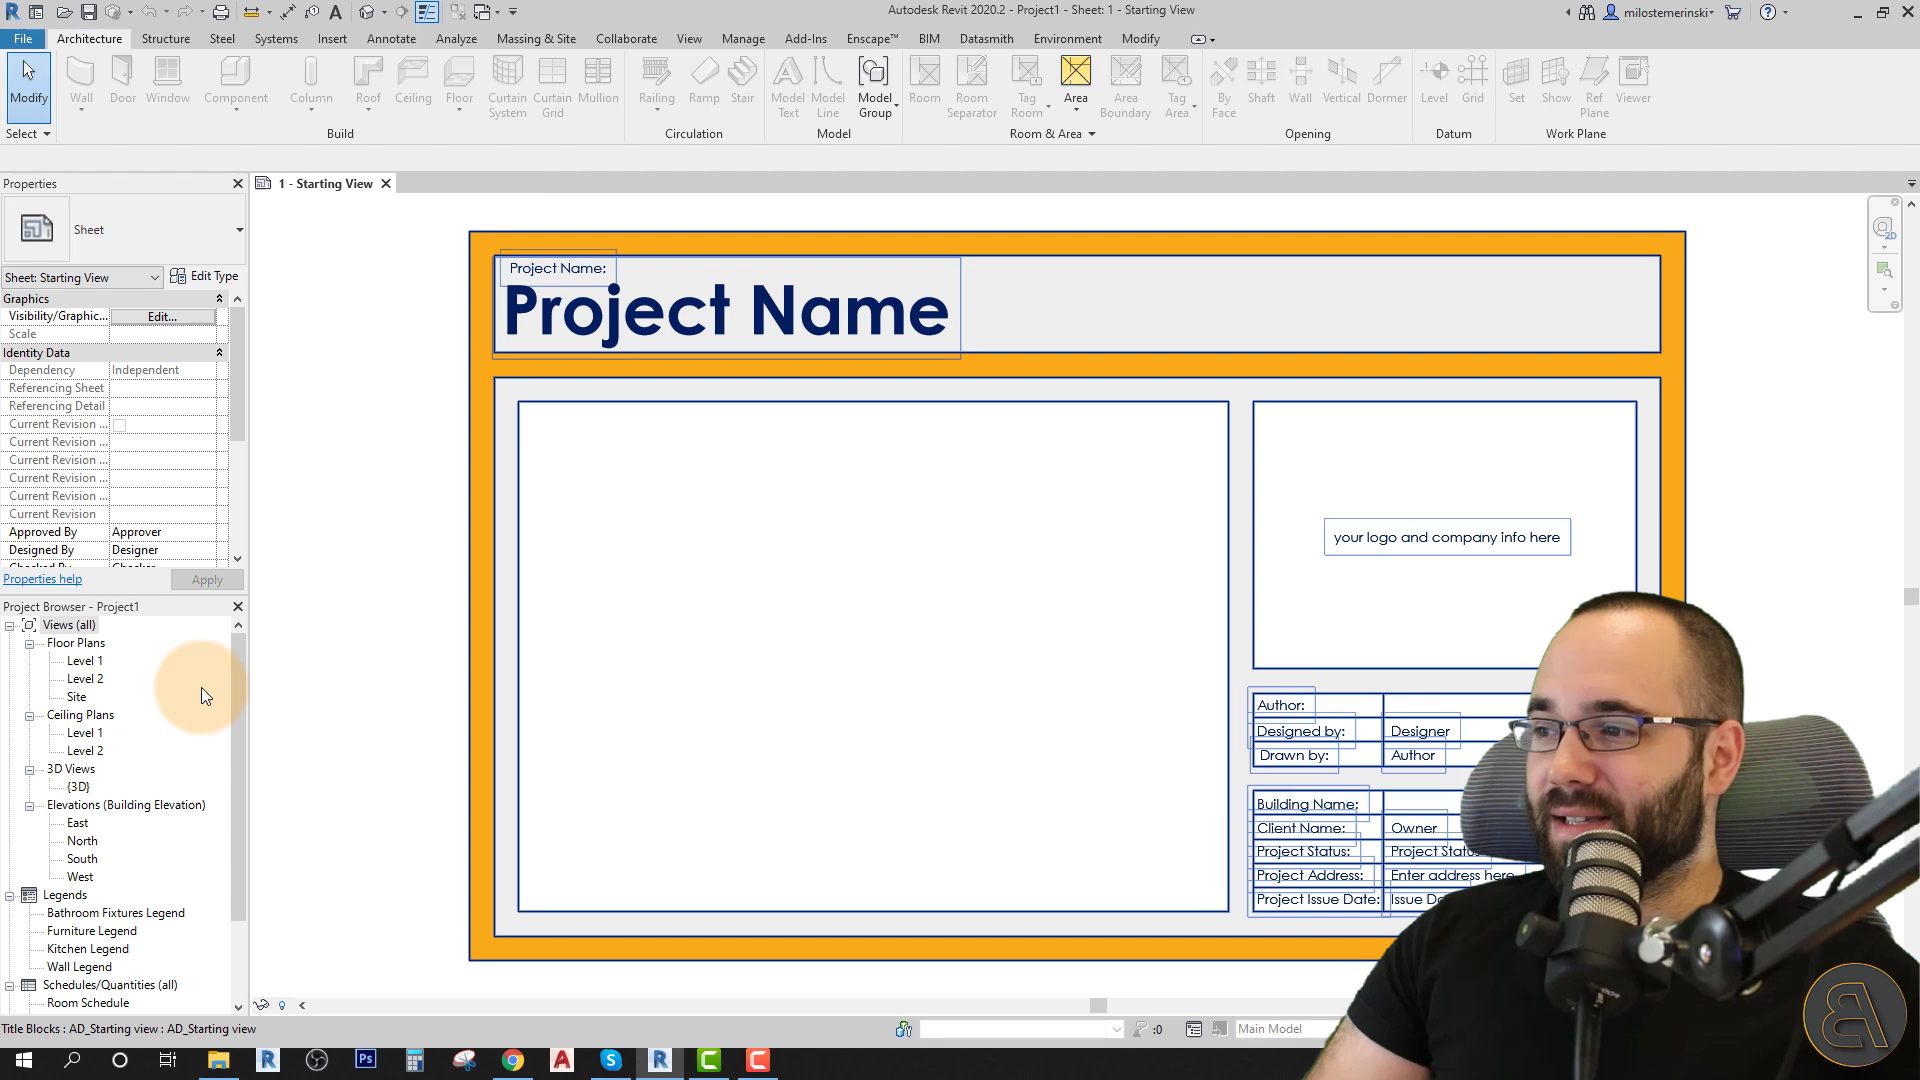 Autodesk Revit 2020.2 - Project1 - Sheet: 1 - Starting View
milostemerinski
File Architecture Structure Steel Systems Insert Annotate Analyze Massing & Site Collaborate View Manage Add-Ins Enscape™ BIM Datasmith Environment Modify
Modify Wall Door Window Component Column Roof Ceiling Floor Curtain System Curtain Grid Mullion Railing Ramp Stair Model Text Model Line Model Group Room Room Separator Tag Room Area Area Boundary Tag Area By Face Shaft Wall Vertical Dormer Level Grid Set Show Ref Plane Viewer
Select Build Circulation Model Room & Area Opening Datum Work Plane
Properties
1 - Starting View
Sheet
Sheet: Starting View Edit Type
Graphics
Visibility/Graphic... Edit...
Scale
Identity Data
Dependency Independent
Referencing Sheet
Referencing Detail
Current Revision ...
Current Revision ...
Current Revision ...
Current Revision ...
Current Revision ...
Current Revision
Approved By Approver
Designed By Designer
Properties help Apply
Project Browser - Project1
Views (all)
Floor Plans
Level 1
Level 2
Site
Ceiling Plans
Level 1
Level 2
3D Views
{3D}
Elevations (Building Elevation)
East
North
South
West
Legends
Bathroom Fixtures Legend
Furniture Legend
Kitchen Legend
Wall Legend
Schedules/Quantities (all)
Room Schedule
Project Name:
Project Name
your logo and company info here
Author:
Designed by: Designer
Drawn by: Author
Building Name:
Client Name: Owner
Project Status: Project Status
Project Address: Enter address here
Project Issue Date: Issue
Title Blocks : AD_Starting view : AD_Starting view
:0
Main Model